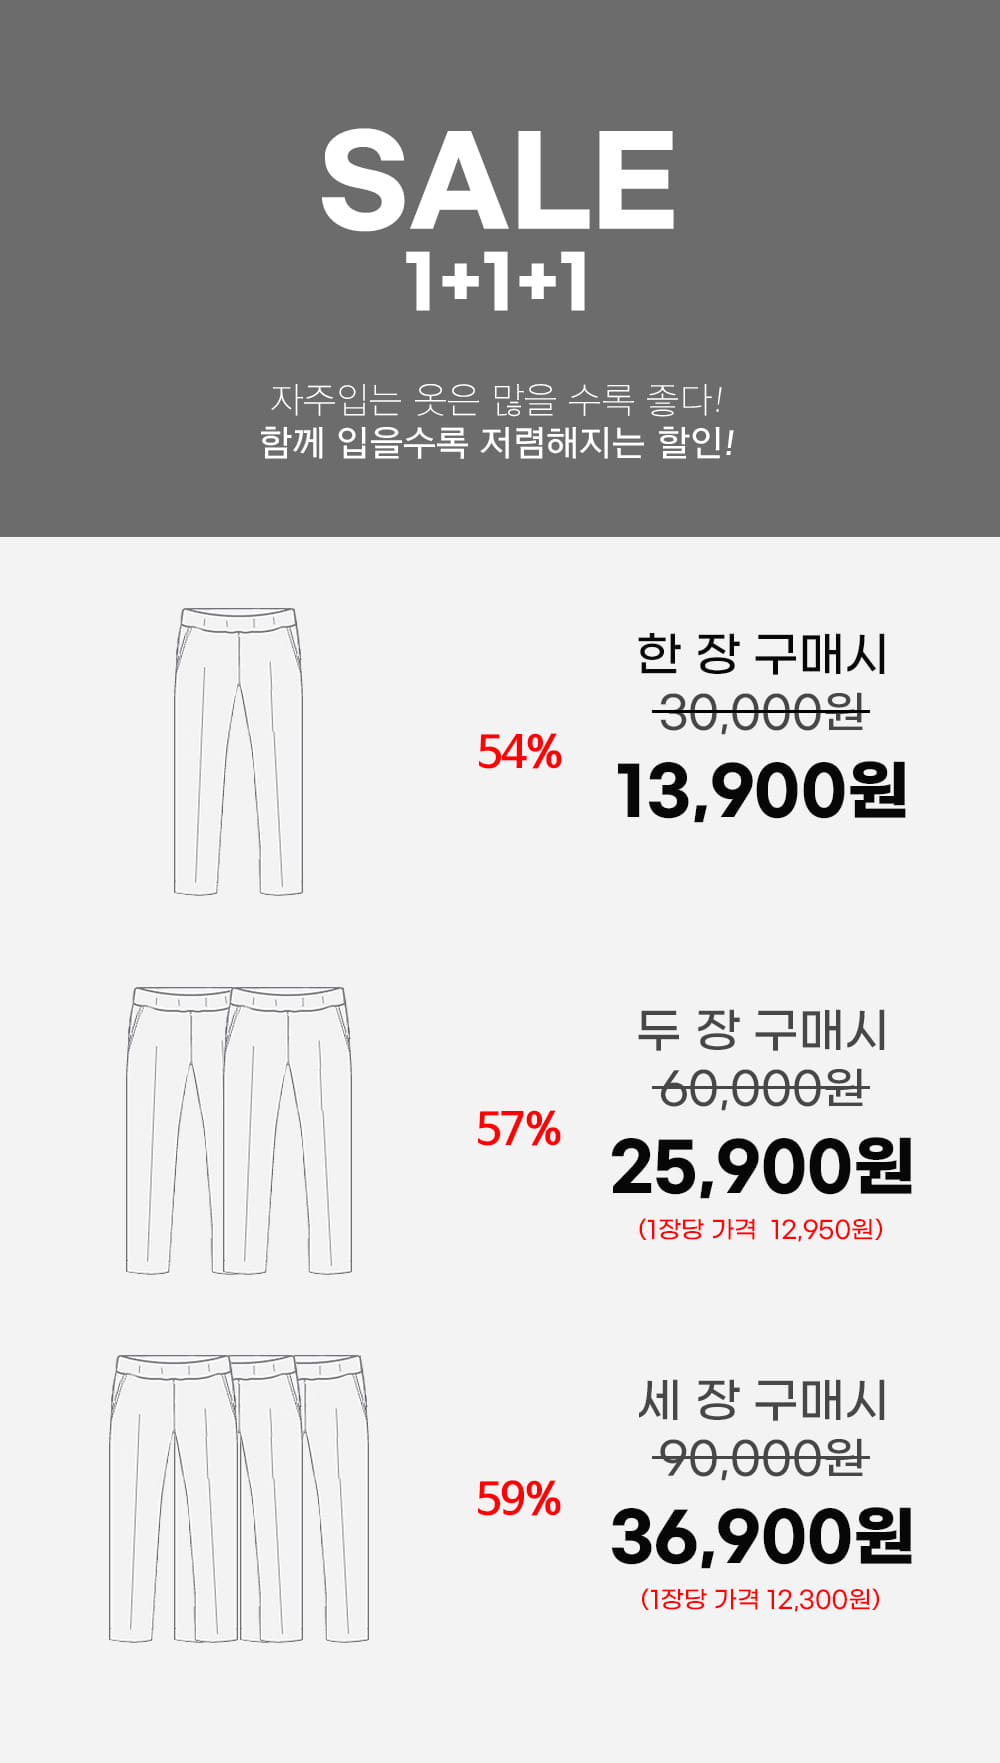 SALE
1+1+1
자주입는 옷은 많을 수록 좋다!
함께 입을수록 저렴해지는 할인!
한 장 구매시
30,000원
54%
13,900원
두 장 구매시
60,000원
57%
25,900원
(1장당 가격 12,950원)
세 장 구매시
90,000원
59%
36,900원
(1장당 가격 12,300원)